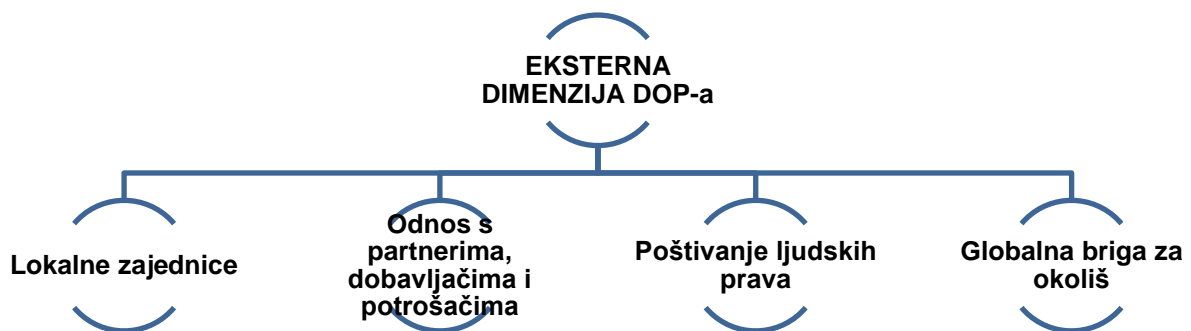 EKSTERNA
DIMENZIJA DOP-a
Lokalne zajednice
Odnos s
partnerima,
dobavljačima i
potrošačima
Poštivanje ljudskih
prava
Globalna briga za
okoliš